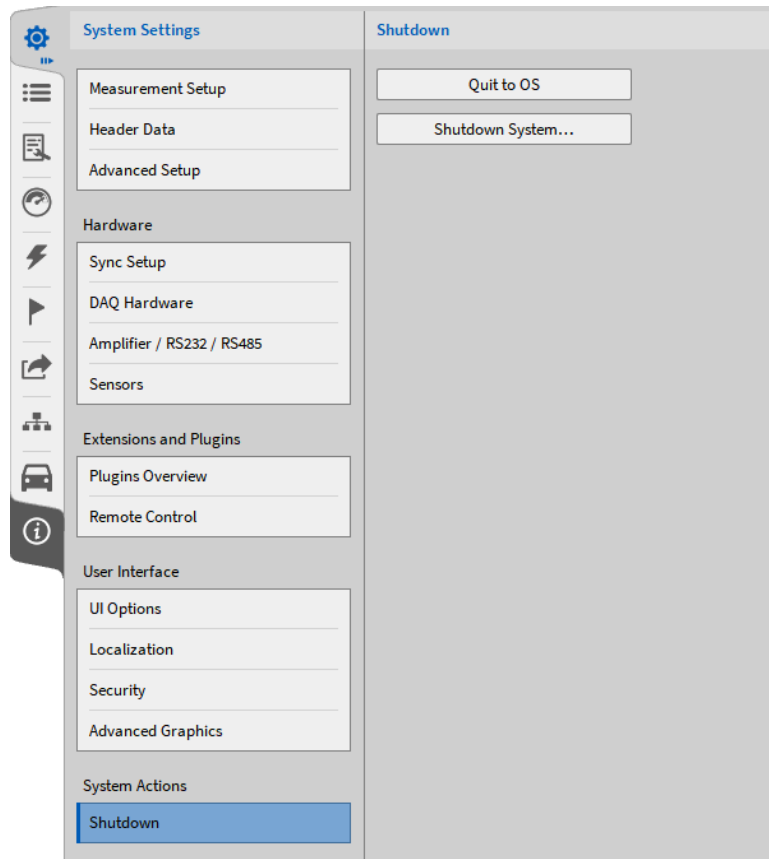 System Settings
Shutdown
Measurement Setup
Header Data
Advanced Setup
Hardware
Sync Setup
DAQ Hardware
Amplifier / RS232 / RS485
Sensors
Extensions and Plugins
Plugins Overview
Remote Control
User Interface
UI Options
Localization
Security
Advanced Graphics
System Actions
Shutdown
Quit to OS
Shutdown System...